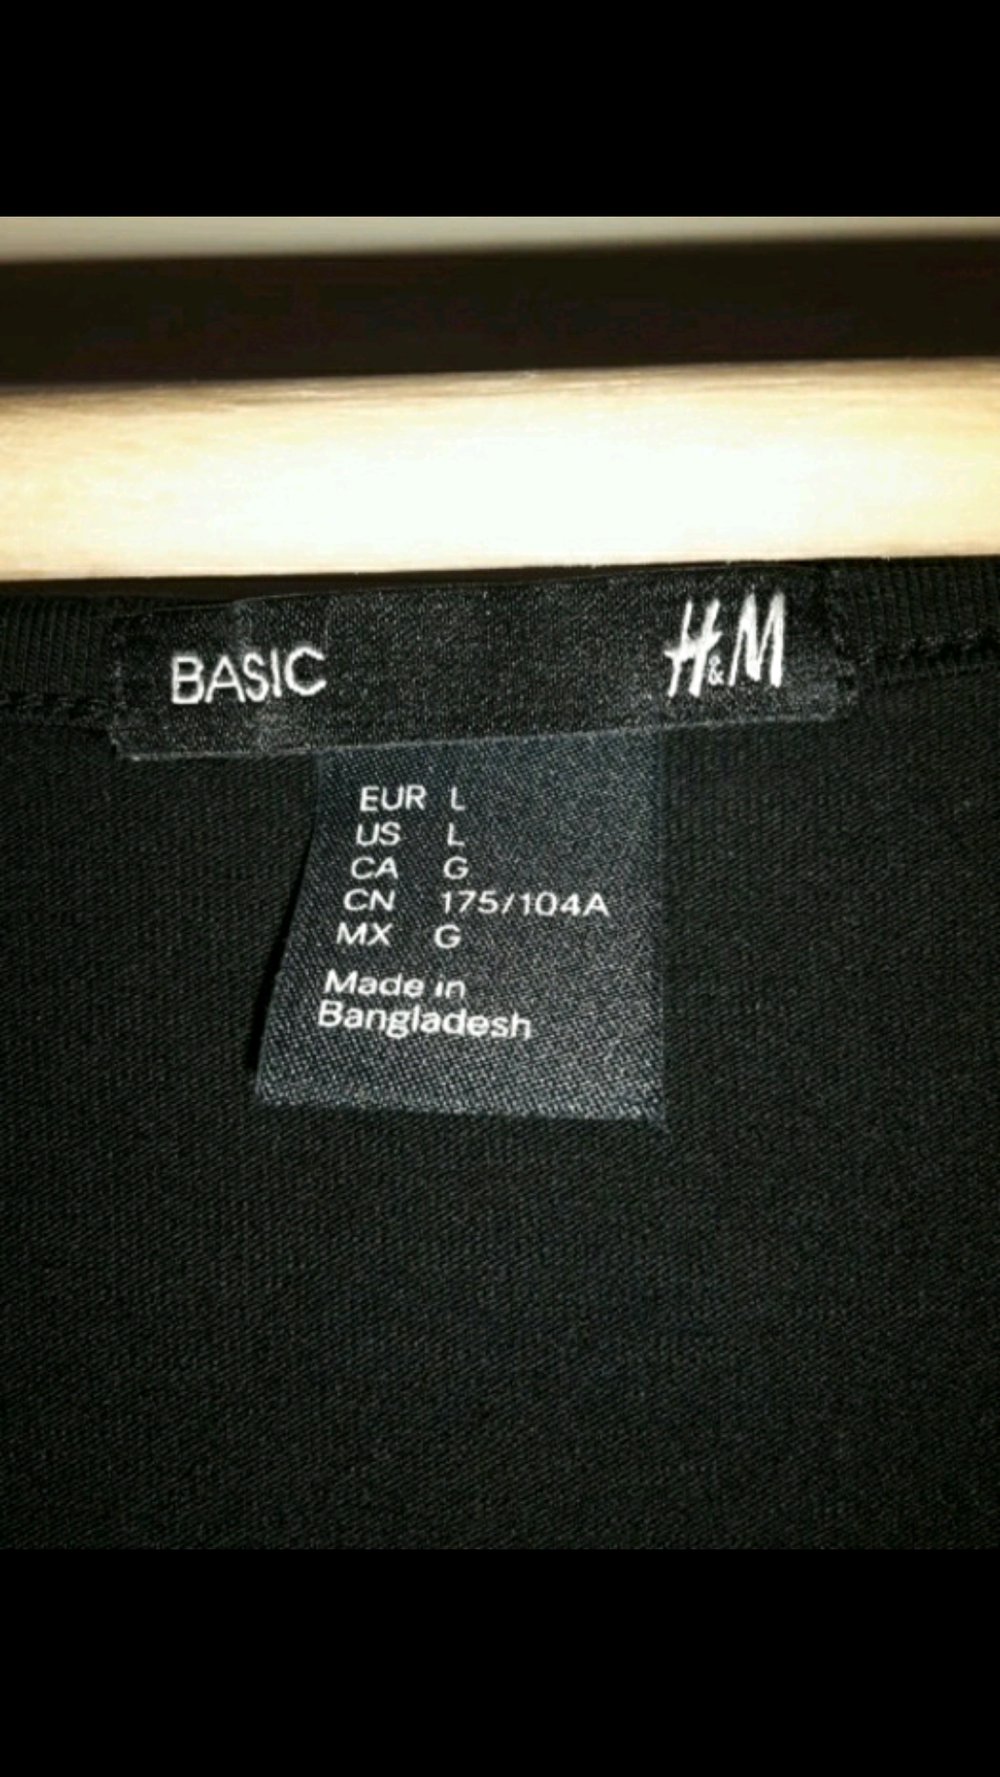 BASIC H&M
EUR L
US L
CA G
CN 175/104A
MX G
Made in
Bangladesh